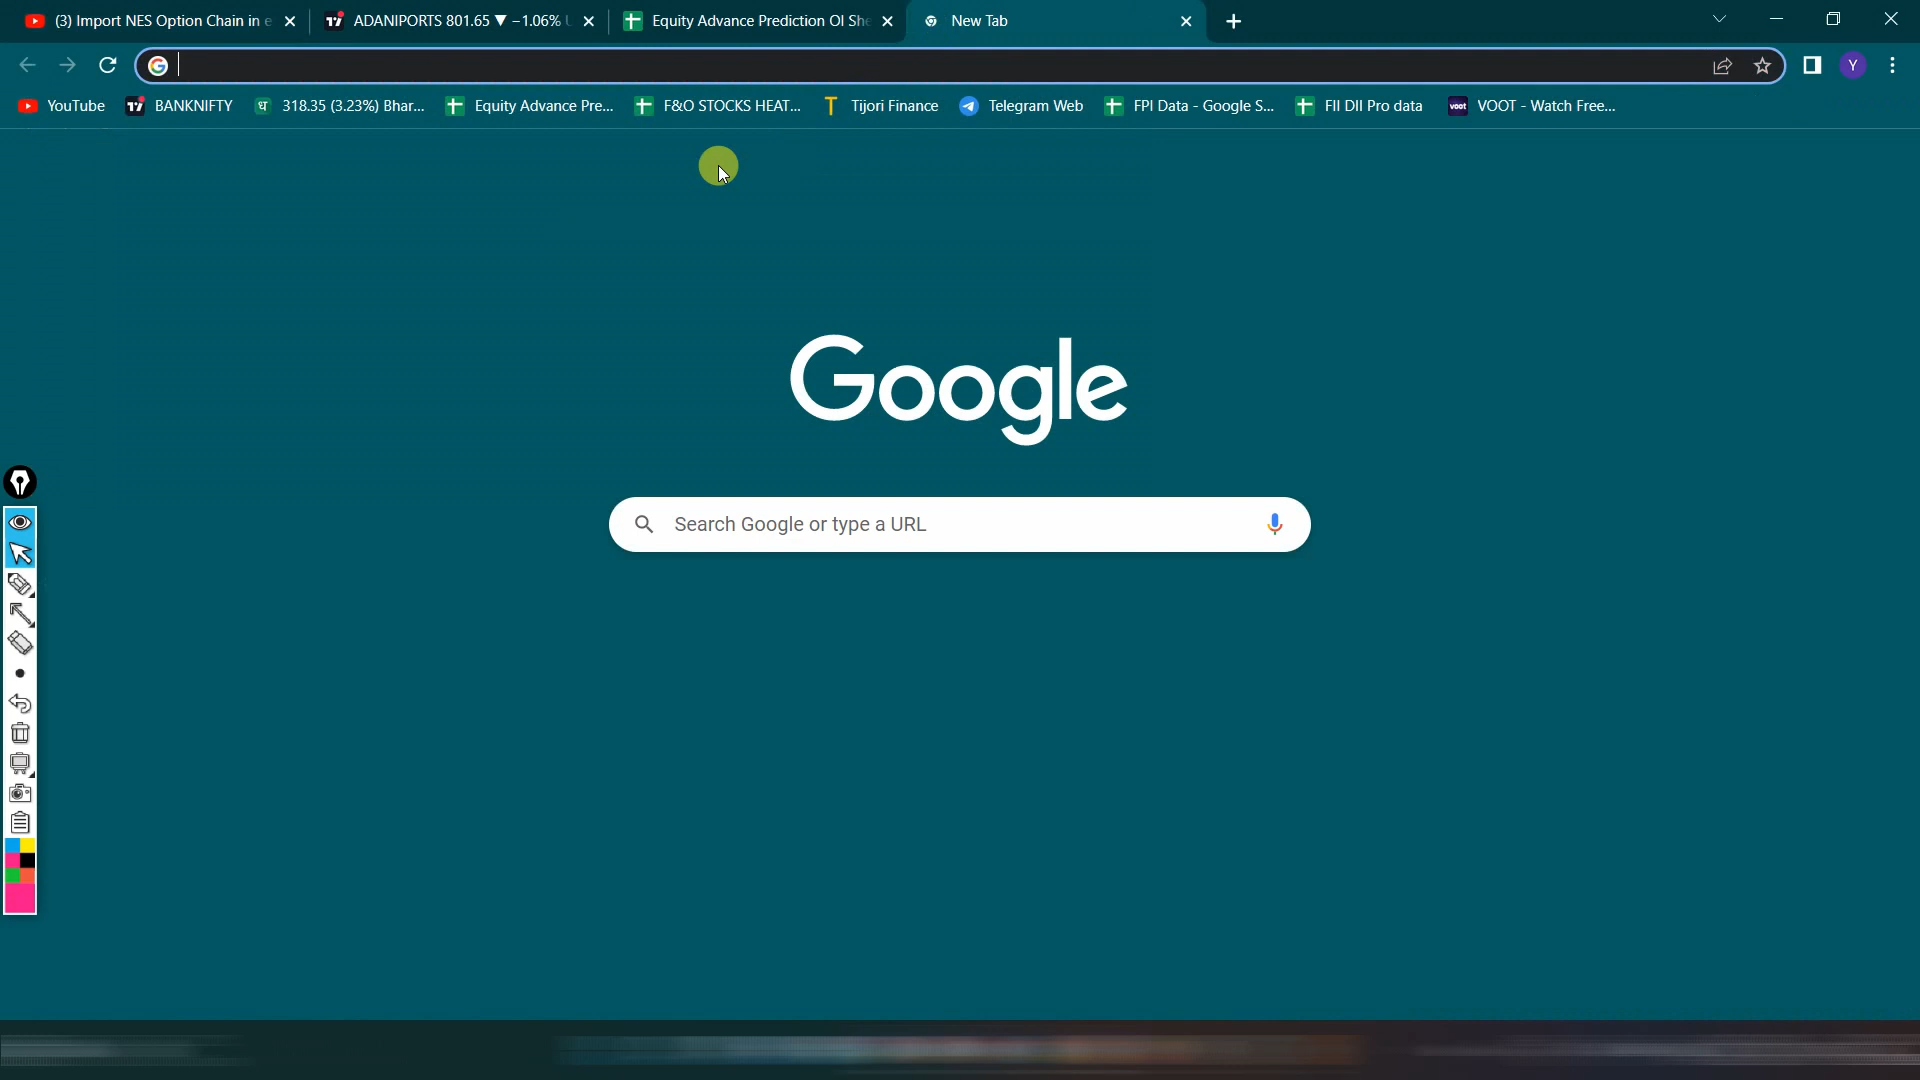 (3) Import NES Option Chain in e
ADANIPORTS 801.65 ▼ −1.06% U
Equity Advance Prediction OI She
New Tab
Y
YouTube
BANKNIFTY
318.35 (3.23%) Bhar...
Equity Advance Pre...
F&O STOCKS HEAT...
Tijori Finance
Telegram Web
FPI Data - Google S...
FII DII Pro data
VOOT - Watch Free...
Google
Search Google or type a URL